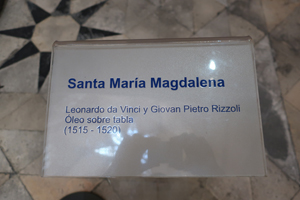 Santa María Magdalena
Leonardo da Vinci y Giovan Pietro Rizzoli
Óleo sobre tabla
(1515 - 1520)